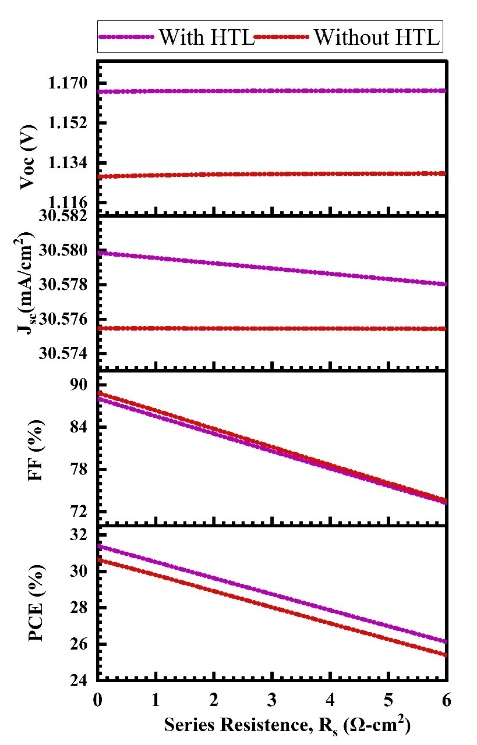 With HTL Without HTL
1.170
1.152
1.134
1.116
Voc (V)
30.582
30.580
30.578
30.576
30.574
Jsc(mA/cm²)
90
84
78
72
FF (%)
32
30
28
26
24
PCE (%)
0 1 2 3 4 5 6
Series Resistence, Rs (Ω-cm²)